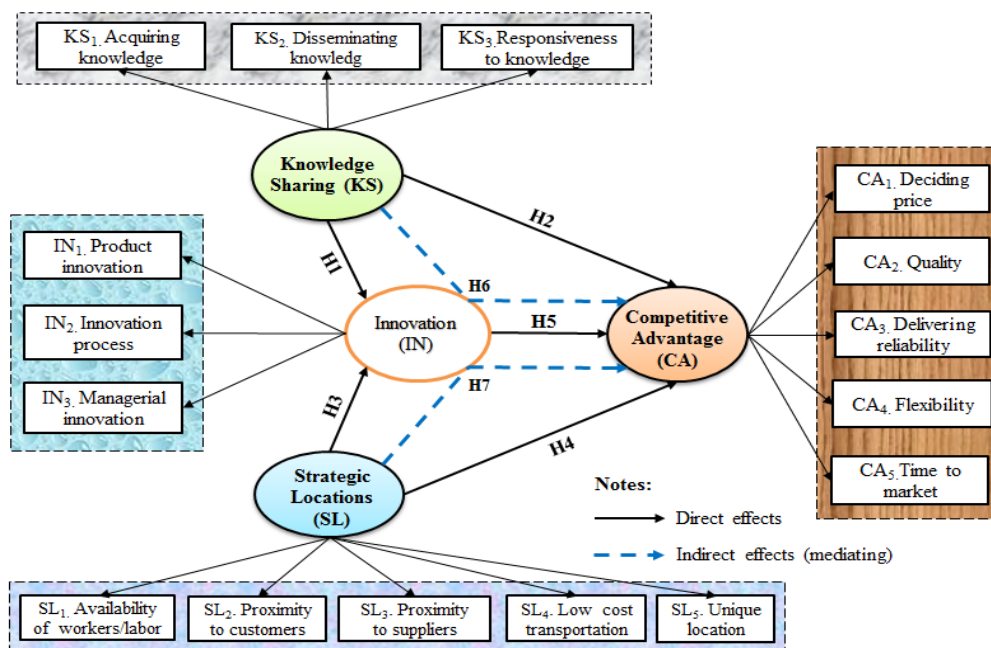 KS₁. Acquiring
knowledge
KS₂. Disseminating
knowledg
KS₃. Responsiveness
to knowledge
Knowledge
Sharing (KS)
CA₁. Deciding
price
H2
IN₁. Product
innovation
H1
CA₂. Quality
H6
IN₂. Innovation
process
Innovation
(IN)
H5
Competitive
Advantage
(CA)
CA₃. Delivering
reliability
H7
IN₃. Managerial
innovation
H3
CA₄. Flexibility
H4
Strategic
Locations
(SL)
CA₅. Time to
market
Notes:
Direct effects
Indirect effects (mediating)
SL₁. Availability
of workers/labor
SL₂. Proximity
to customers
SL₃. Proximity
to suppliers
SL₄. Low cost
transportation
SL₅. Unique
location